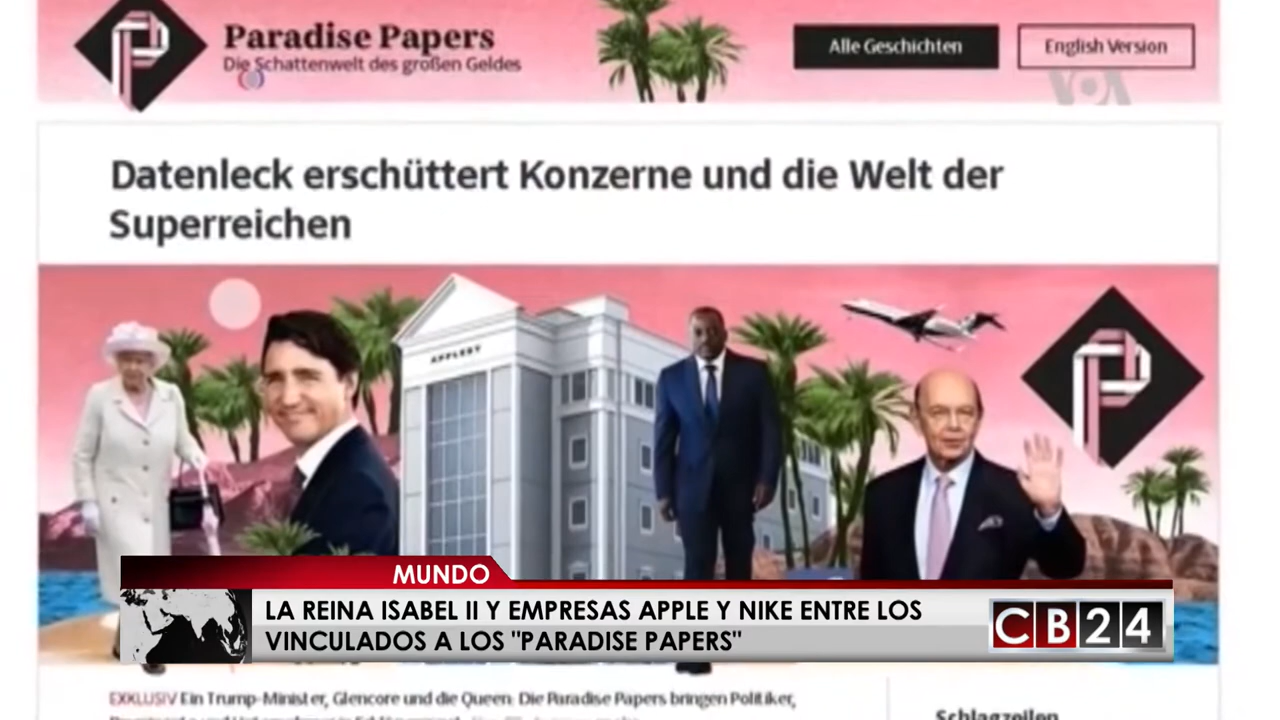 Paradise Papers
Die Schattenwelt des großen Geldes
Alle Geschichten
English Version
VOA
Datenleck erschüttert Konzerne und die Welt der
Superreichen
APPLEBY
MUNDO
LA REINA ISABEL II Y EMPRESAS APPLE Y NIKE ENTRE LOS
VINCULADOS A LOS "PARADISE PAPERS"
CB24
EXKLUSIV Ein Trump-Minister, Glencore und die Queen: Die Paradise Papers bringen Politiker,
Schlagzeilen